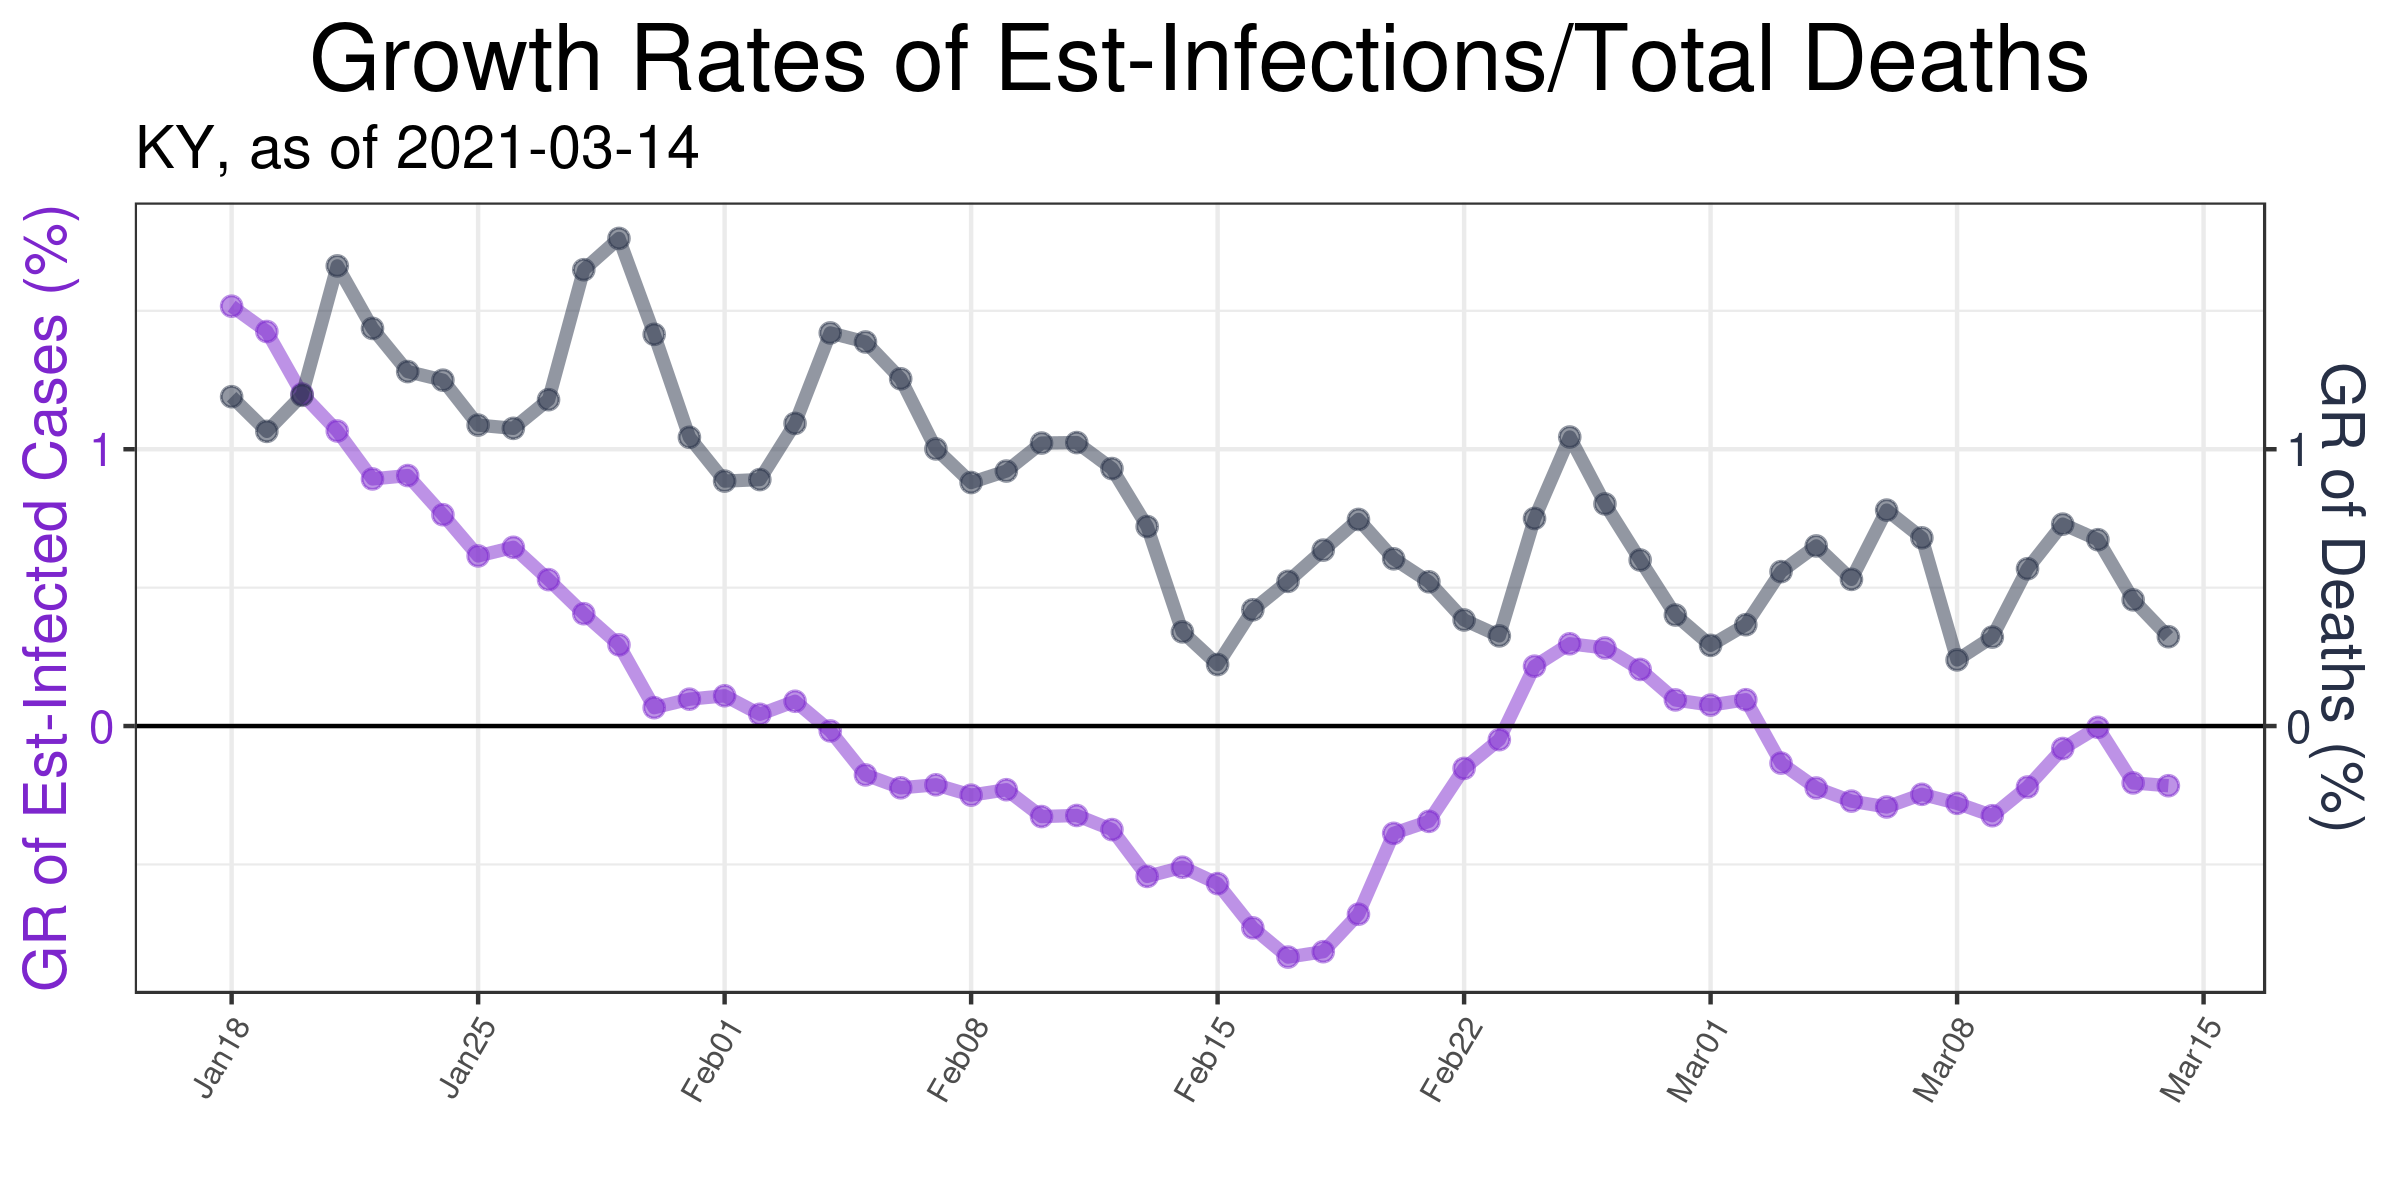 Growth Rates of Est-Infections/Total Deaths
KY, as of 2021-03-14
GR of Est-Infected Cases (%)
1
0
GR of Deaths (%)
1
0
Jan18
Jan25
Feb01
Feb08
Feb15
Feb22
Mar01
Mar08
Mar15